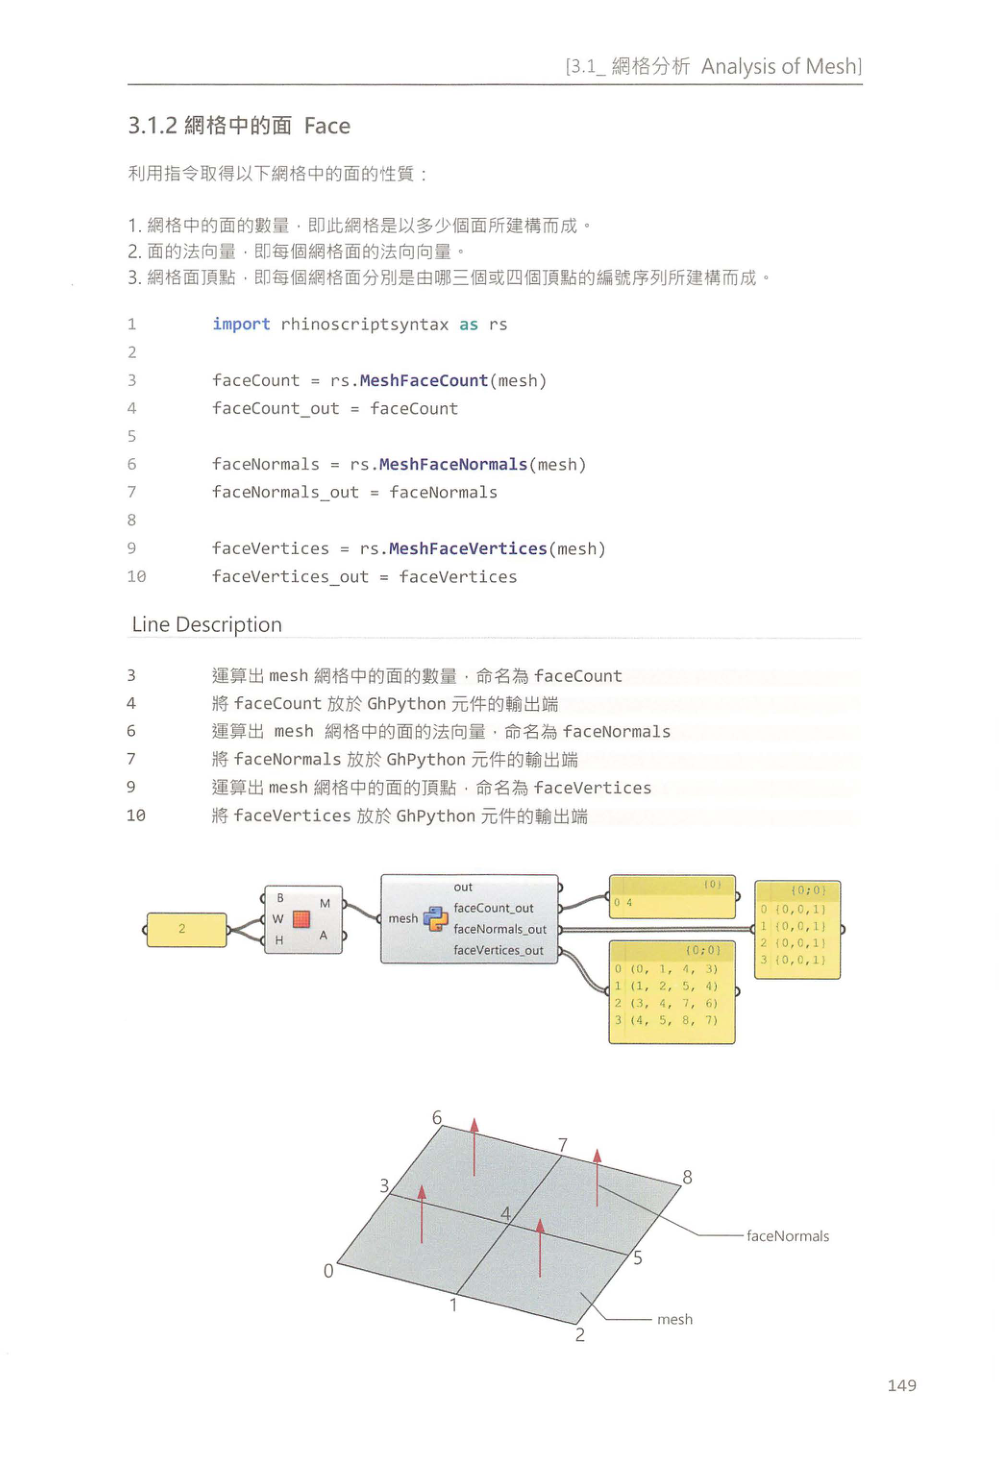 [3.1_ 網格分析 Analysis of Mesh]
3.1.2 網格中的面 Face
利用指令取得以下網格中的面的性質：
1. 網格中的面的數量，即此網格是以多少個面所建構而成。
2. 面的法向量，即每個網格面的法向向量。
3. 網格面頂點，即每個網格面分別是由哪三個或四個頂點的編號序列所建構而成。
1 import rhinoscriptsyntax as rs
2
3 faceCount = rs.MeshFaceCount(mesh)
4 faceCount_out = faceCount
5
6 faceNormals = rs.MeshFaceNormals(mesh)
7 faceNormals_out = faceNormals
8
9 faceVertices = rs.MeshFaceVertices(mesh)
10 faceVertices_out = faceVertices
Line Description
3 運算出 mesh 網格中的面的數量，命名為 faceCount
4 將 faceCount 放於 GhPython 元件的輸出端
6 運算出 mesh 網格中的面的法向量，命名為 faceNormals
7 將 faceNormals 放於 GhPython 元件的輸出端
9 運算出 mesh 網格中的面的頂點，命名為 faceVertices
10 將 faceVertices 放於 GhPython 元件的輸出端
2
B
W
H
M
A
mesh
out
faceCount_out
faceNormals_out
faceVertices_out
{0}
0 4
{0;0}
0 {0,0,1}
1 {0,0,1}
2 {0,0,1}
3 {0,0,1}
{0;0}
0 (0, 1, 4, 3)
1 (1, 2, 5, 4)
2 (3, 4, 7, 6)
3 (4, 5, 8, 7)
6
7
8
3
4
5
0
1
2
faceNormals
mesh
149